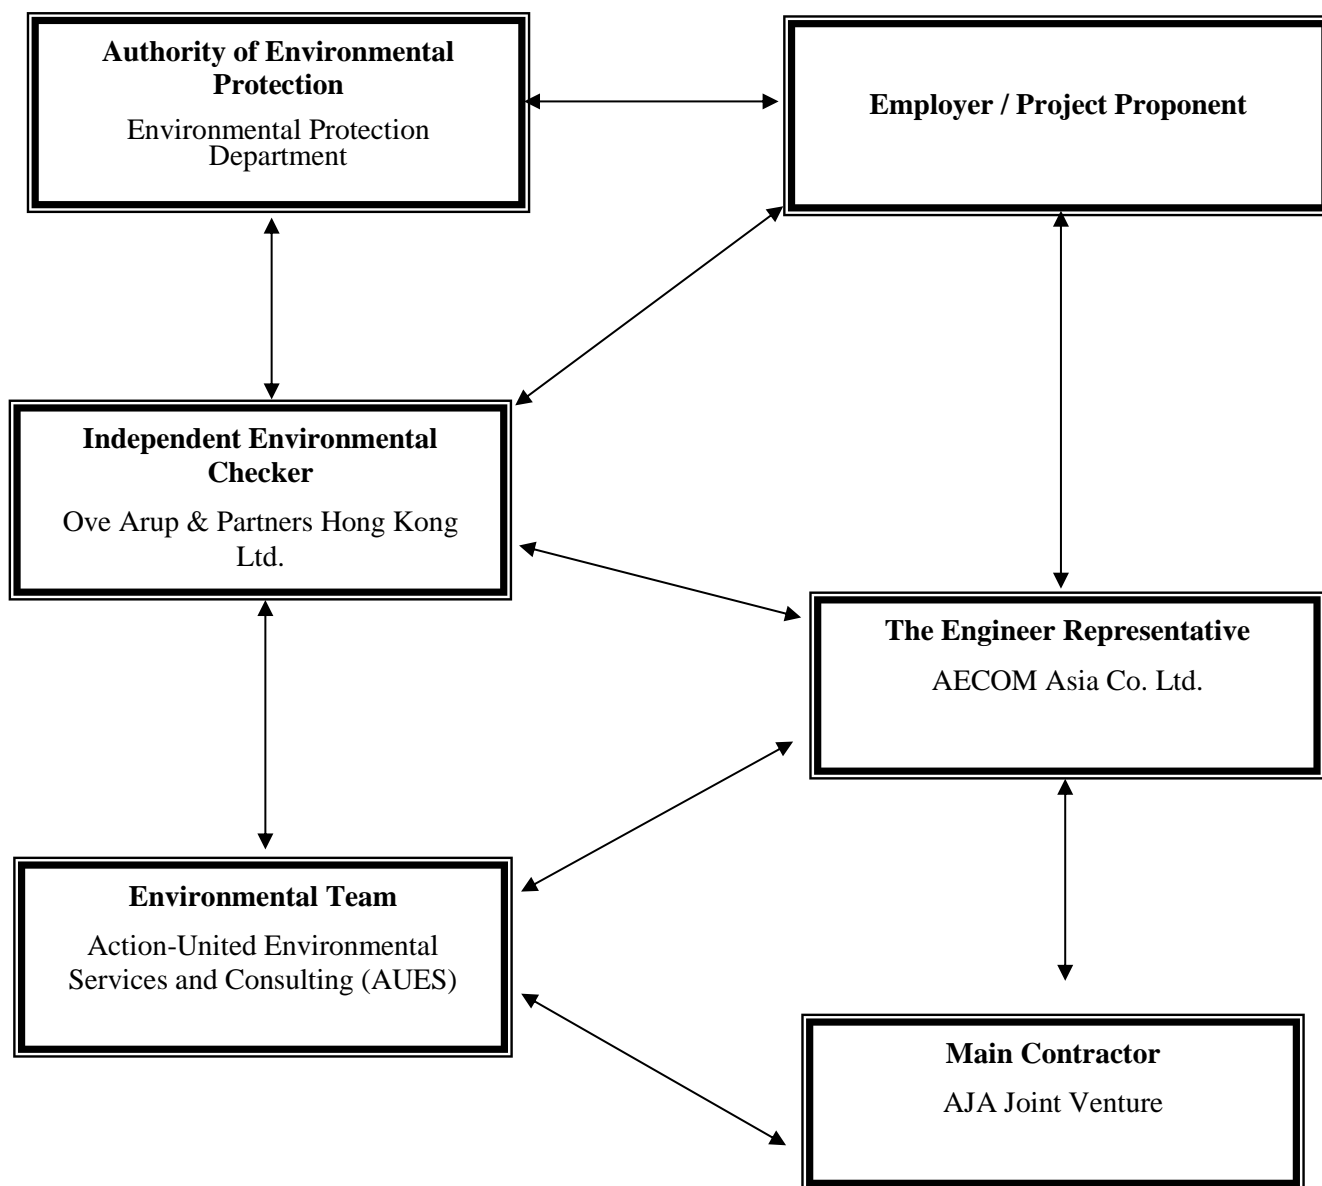 Authority of Environmental
Protection
Environmental Protection
Department
Employer / Project Proponent
Independent Environmental
Checker
Ove Arup & Partners Hong Kong
Ltd.
The Engineer Representative
AECOM Asia Co. Ltd.
Environmental Team
Action-United Environmental
Services and Consulting (AUES)
Main Contractor
AJA Joint Venture